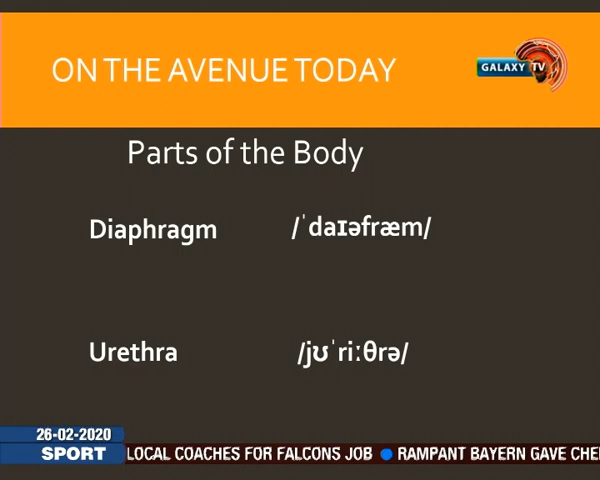 ON THE AVENUE TODAY
GALAXY TV
Parts of the Body
Diaphragm /ˈdaɪəfræm/
Urethra /jʊˈriːθrə/
26-02-2020
SPORT LOCAL COACHES FOR FALCONS JOB RAMPANT BAYERN GAVE CHE